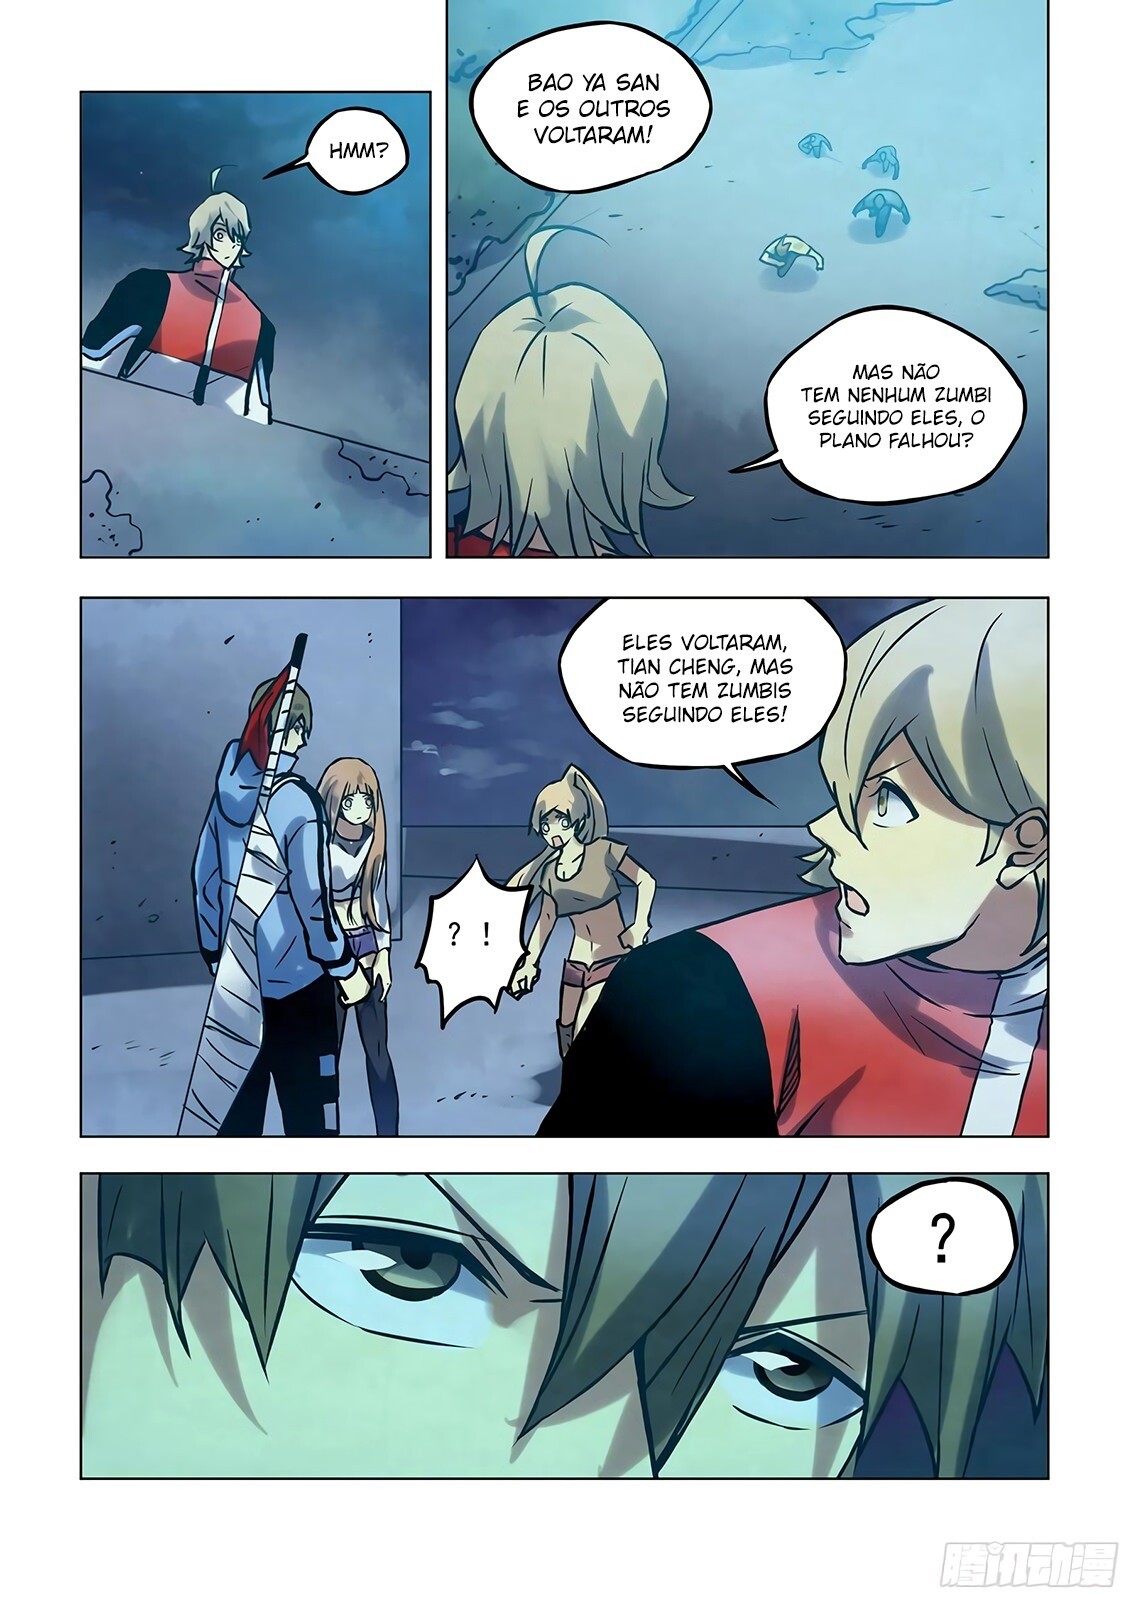 HMM?
BAO YA SAN
E OS OUTROS
VOLTARAM!
MAS NÃO
TEM NENHUM ZUMBI
SEGUINDO ELES, O
PLANO FALHOU?
ELES VOLTARAM,
TIAN CHENG, MAS
NÃO TEM ZUMBIS
SEGUINDO ELES!
? !
?
腾讯动漫